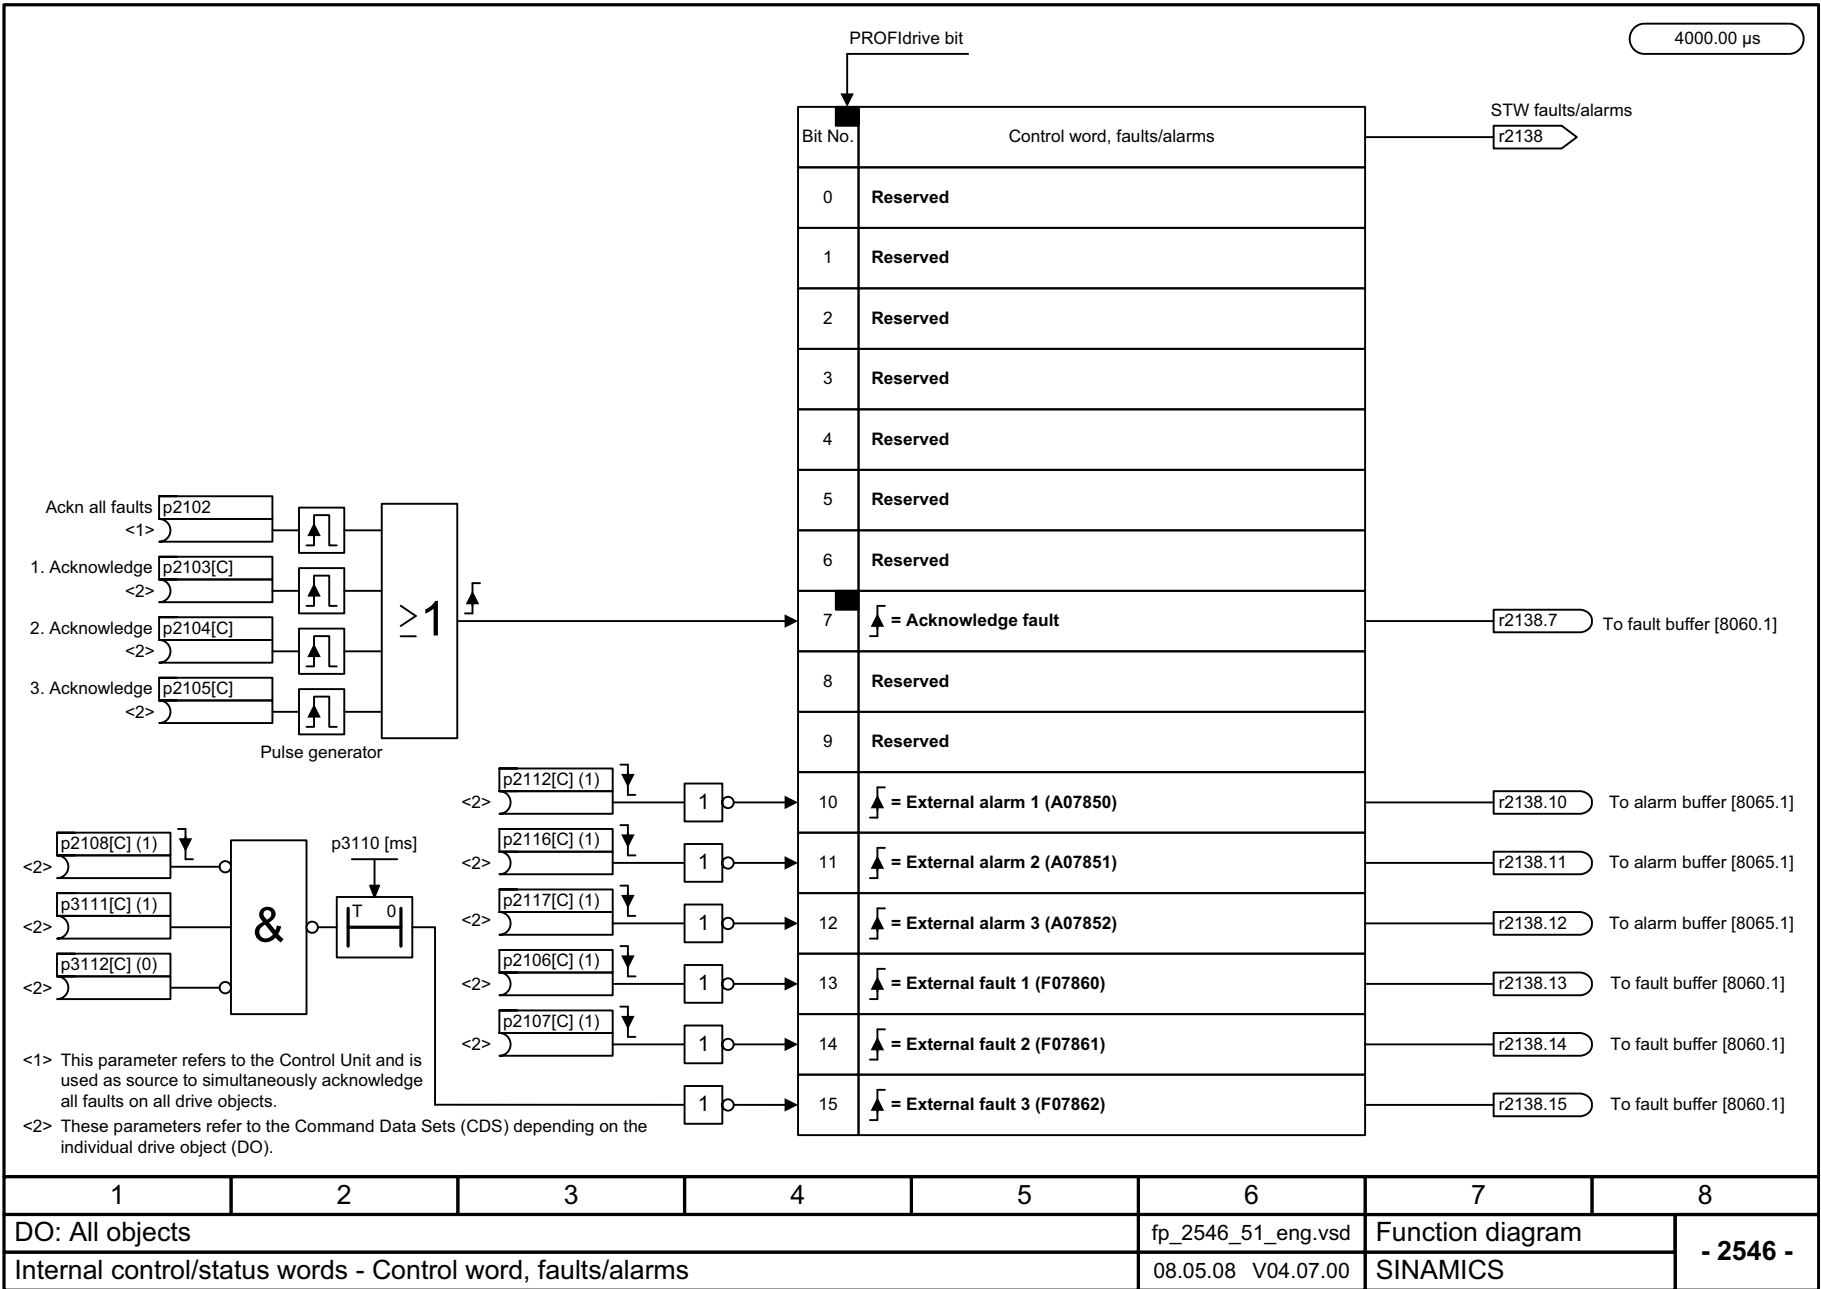 PROFIdrive bit
4000.00 µs
STW faults/alarms
Bit No. Control word, faults/alarms r2138
0 Reserved
1 Reserved
2 Reserved
3 Reserved
4 Reserved
5 Reserved
6 Reserved
7 = Acknowledge fault r2138.7 To fault buffer [8060.1]
8 Reserved
9 Reserved
10 = External alarm 1 (A07850) r2138.10 To alarm buffer [8065.1]
11 = External alarm 2 (A07851) r2138.11 To alarm buffer [8065.1]
12 = External alarm 3 (A07852) r2138.12 To alarm buffer [8065.1]
13 = External fault 1 (F07860) r2138.13 To fault buffer [8060.1]
14 = External fault 2 (F07861) r2138.14 To fault buffer [8060.1]
15 = External fault 3 (F07862) r2138.15 To fault buffer [8060.1]
Ackn all faults p2102
<1>
1. Acknowledge p2103[C]
<2>
2. Acknowledge p2104[C]
<2>
3. Acknowledge p2105[C]
<2>
≥1
Pulse generator
p2112[C] (1)
<2> 1
p2116[C] (1)
<2> 1
p2117[C] (1)
<2> 1
p2106[C] (1)
<2> 1
p2107[C] (1)
<2> 1
1
p2108[C] (1)
<2>
p3111[C] (1)
<2>
p3112[C] (0)
<2>
&
p3110 [ms]
T 0
<1> This parameter refers to the Control Unit and is
used as source to simultaneously acknowledge
all faults on all drive objects.
<2> These parameters refer to the Command Data Sets (CDS) depending on the
individual drive object (DO).
1 2 3 4 5 6 7 8
DO: All objects fp_2546_51_eng.vsd Function diagram
- 2546 -
Internal control/status words - Control word, faults/alarms 08.05.08 V04.07.00 SINAMICS